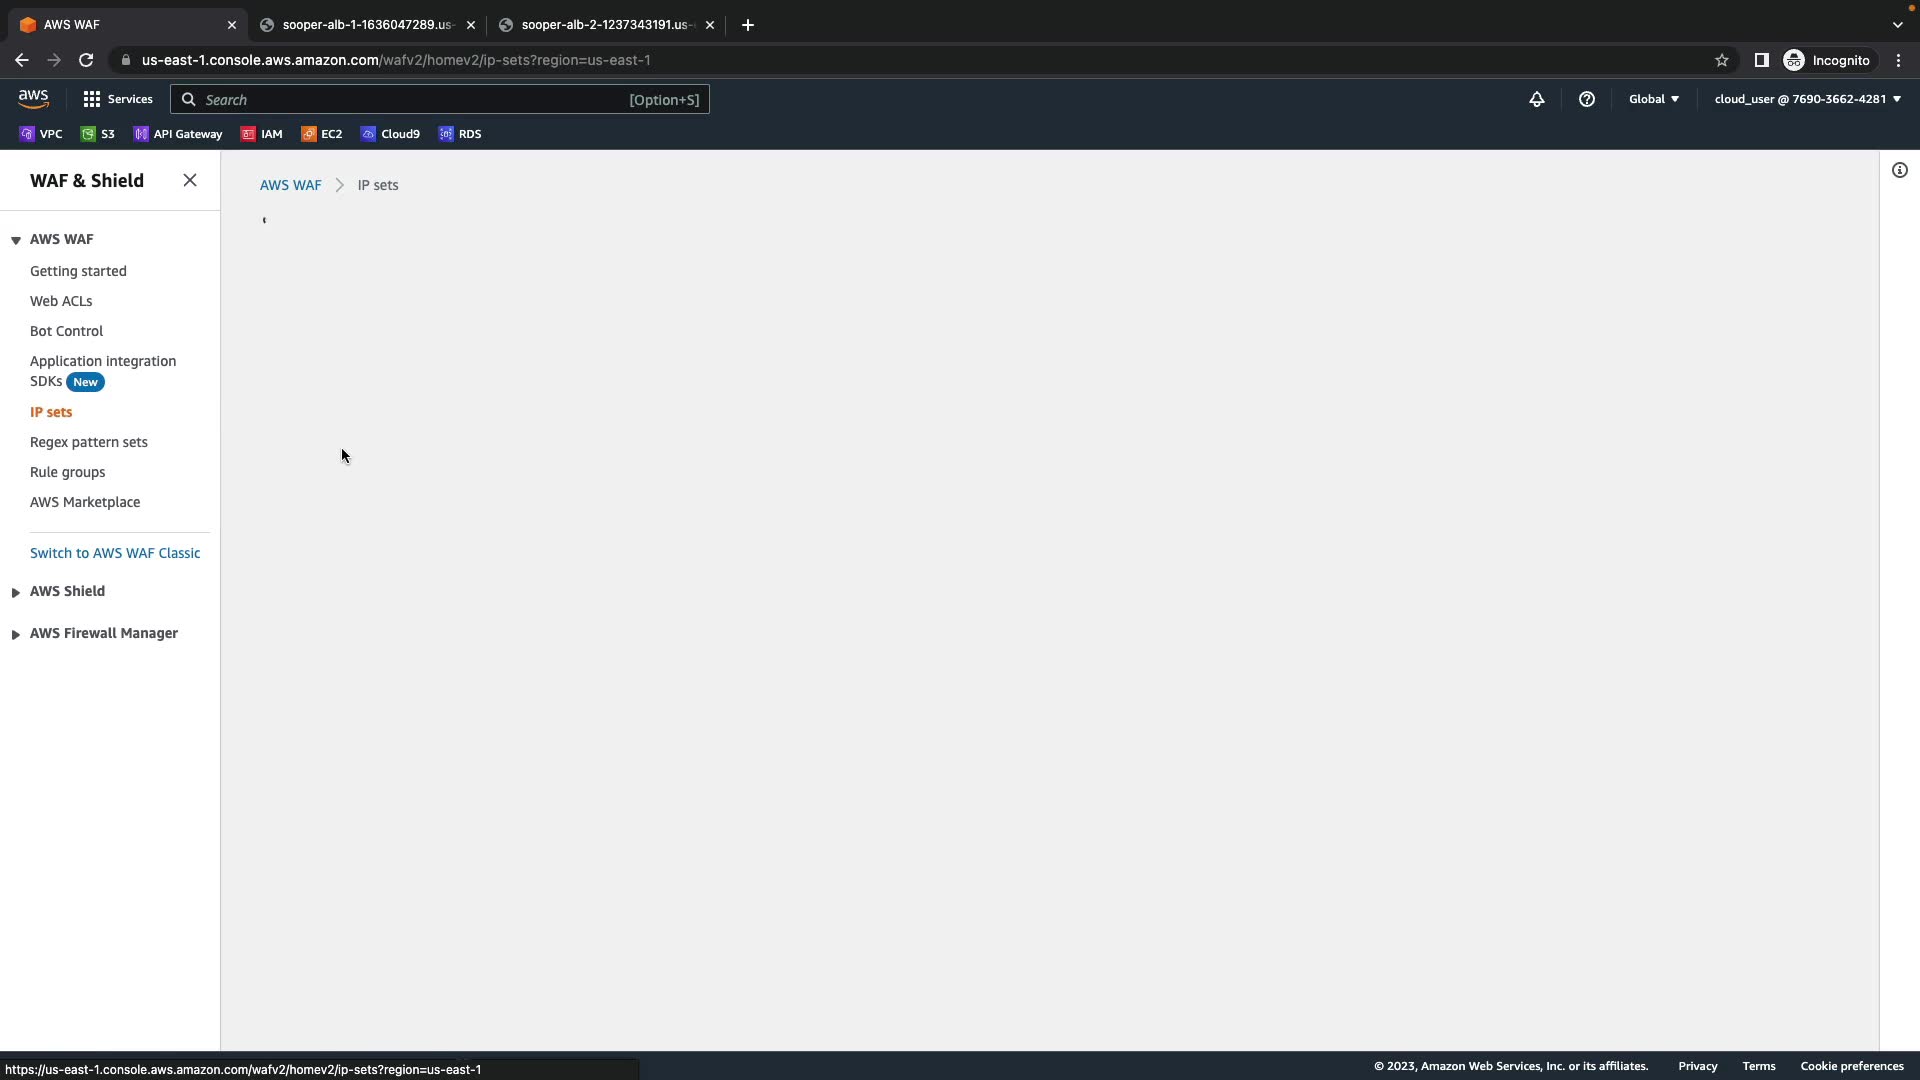 AWS WAF
sooper-alb-1-1636047289.us-
sooper-alb-2-1237343191.us-
us-east-1.console.aws.amazon.com/wafv2/homev2/ip-sets?region=us-east-1
Incognito
aws
Services
Search
[Option+S]
Global
cloud_user @ 7690-3662-4281
VPC
S3
API Gateway
IAM
EC2
Cloud9
RDS
WAF & Shield
AWS WAF
Getting started
Web ACLs
Bot Control
Application integration
SDKs New
IP sets
Regex pattern sets
Rule groups
AWS Marketplace
Switch to AWS WAF Classic
AWS Shield
AWS Firewall Manager
AWS WAF
IP sets
https://us-east-1.console.aws.amazon.com/wafv2/homev2/ip-sets?region=us-east-1
© 2023, Amazon Web Services, Inc. or its affiliates.
Privacy
Terms
Cookie preferences